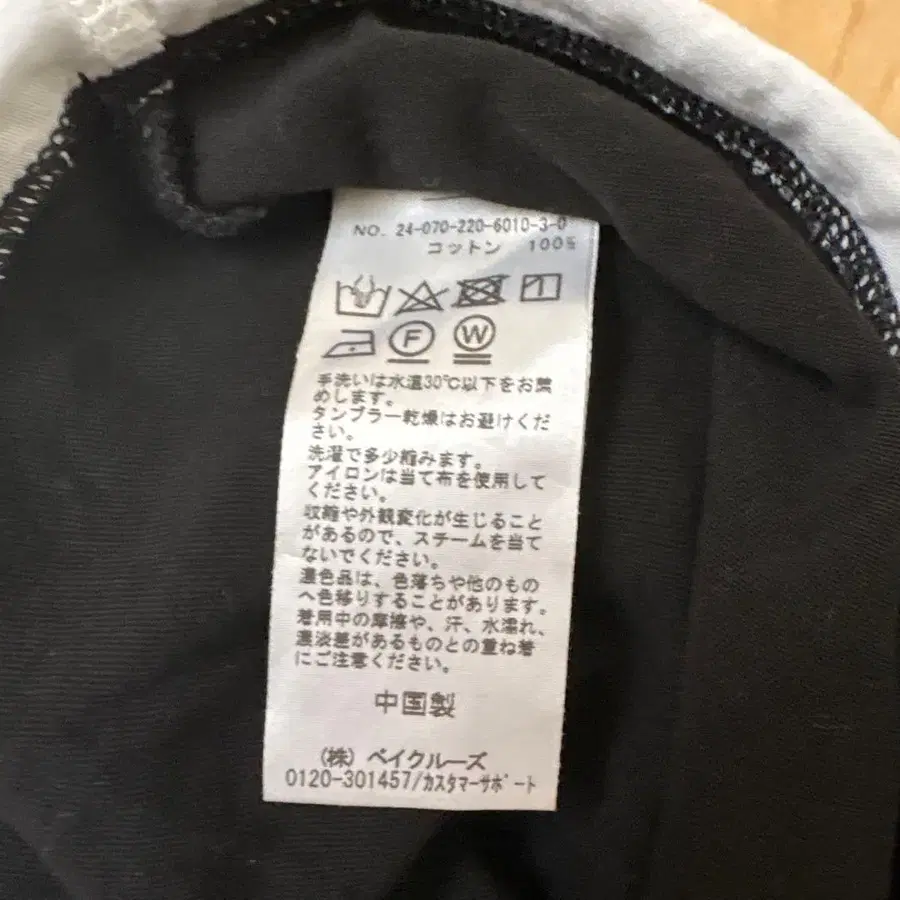 NO. 24-070-220-6010-3-0
コットン 100%
F W
手洗いは水温30℃以下をお薦
めします。
タンブラー乾燥はお避けくだ
さい。
洗濯で多少縮みます。
アイロンは当て布を使用して
ください。
収縮や外観変化が生じること
があるので、スチームを当て
ないでください。
濃色品は、色落ちや他のもの
へ色移りすることがあります。
着用中の摩擦や、汗、水濡れ、
濃淡差があるものとの重ね着
にご注意ください。
中国製
(株) ベイクルーズ
0120-301457/カスタマーサポート